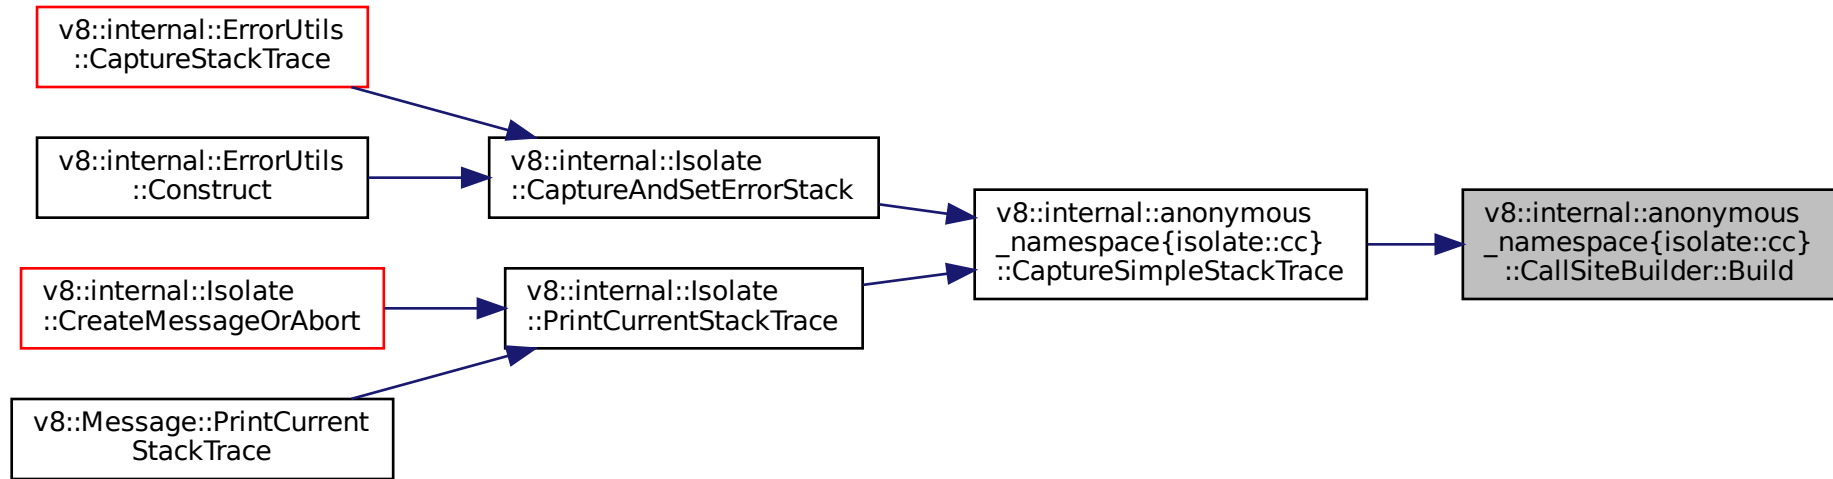 v8::internal::ErrorUtils
::CaptureStackTrace
v8::internal::ErrorUtils
::Construct
v8::internal::Isolate
::CreateMessageOrAbort
v8::Message::PrintCurrent
StackTrace
v8::internal::Isolate
::CaptureAndSetErrorStack
v8::internal::Isolate
::PrintCurrentStackTrace
v8::internal::anonymous
_namespace{isolate::cc}
::CaptureSimpleStackTrace
v8::internal::anonymous
_namespace{isolate::cc}
::CallSiteBuilder::Build